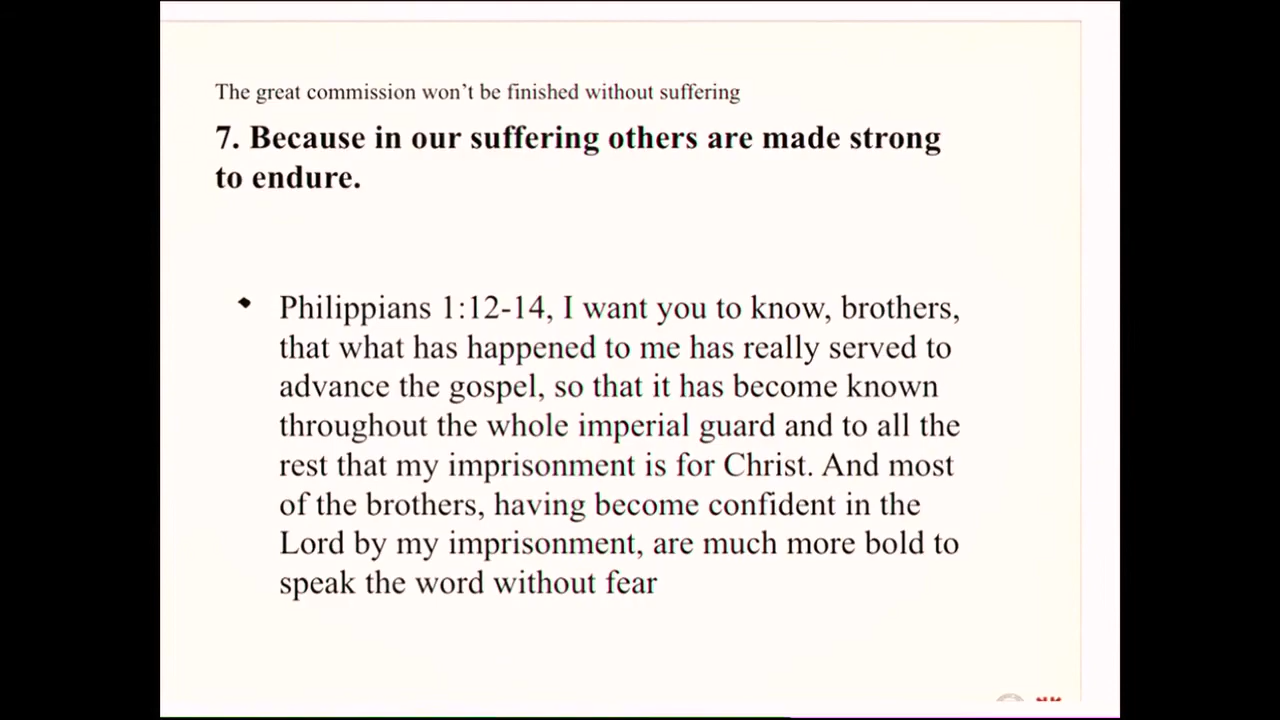 The great commission won't be finished without suffering
7. Because in our suffering others are made strong
to endure.
Philippians 1:12-14, I want you to know, brothers,
that what has happened to me has really served to
advance the gospel, so that it has become known
throughout the whole imperial guard and to all the
rest that my imprisonment is for Christ. And most
of the brothers, having become confident in the
Lord by my imprisonment, are much more bold to
speak the word without fear